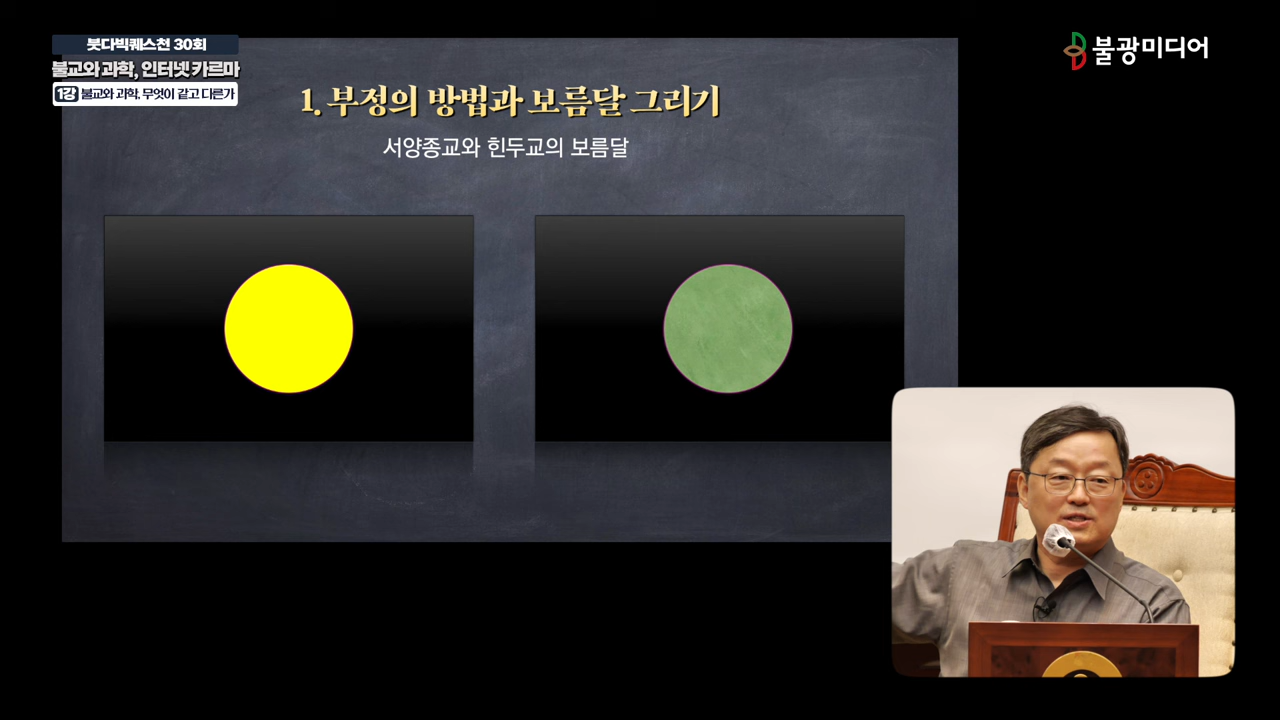 붓다빅퀘스천 30회
불교와 과학, 인터넷 카르마
1강 불교와 과학, 무엇이 같고 다른가
불광미디어
1. 부정의 방법과 보름달 그리기
서양종교와 힌두교의 보름달